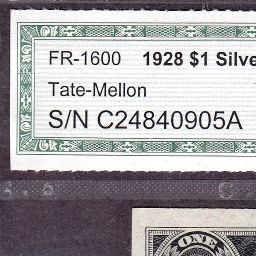 FR-1600 1928 $1 Silve
Tate-Mellon
S/N C24840905A
ONE